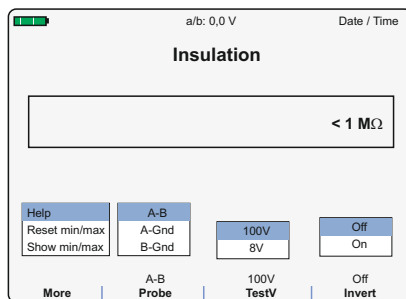 a/b: 0,0 V Date / Time
Insulation
< 1 MΩ
Help
Reset min/max
Show min/max
A-B
A-Gnd
B-Gnd
100V
8V
Off
On
A-B 100V Off
More Probe TestV Invert